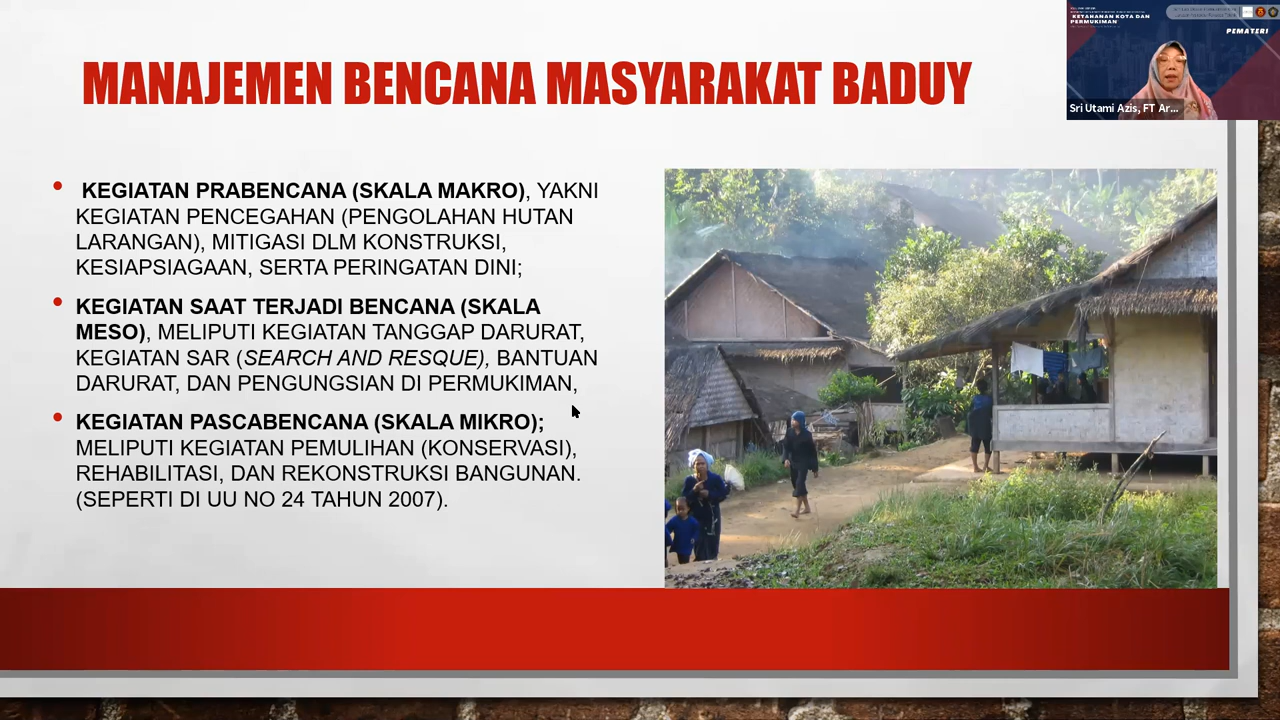 MANAJEMEN BENCANA MASYARAKAT BADUY
KETAHANAN KOTA DAN
PERMUKIMAN
PEMATERI
Sri Utami Azis, FT Ar...
• KEGIATAN PRABENCANA (SKALA MAKRO), YAKNI
KEGIATAN PENCEGAHAN (PENGOLAHAN HUTAN
LARANGAN), MITIGASI DLM KONSTRUKSI,
KESIAPSIAGAAN, SERTA PERINGATAN DINI;
• KEGIATAN SAAT TERJADI BENCANA (SKALA
MESO), MELIPUTI KEGIATAN TANGGAP DARURAT,
KEGIATAN SAR (SEARCH AND RESQUE), BANTUAN
DARURAT, DAN PENGUNGSIAN DI PERMUKIMAN,
• KEGIATAN PASCABENCANA (SKALA MIKRO);
MELIPUTI KEGIATAN PEMULIHAN (KONSERVASI),
REHABILITASI, DAN REKONSTRUKSI BANGUNAN.
(SEPERTI DI UU NO 24 TAHUN 2007).